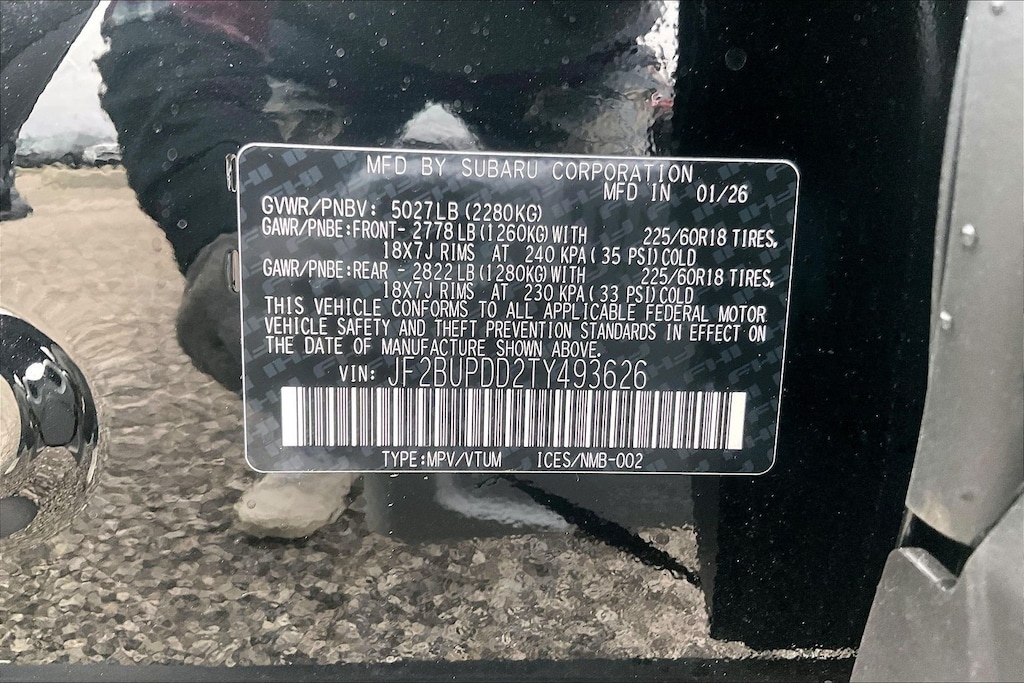 MFD BY SUBARU CORPORATION
MFD IN 01/26
GVWR/PNBV: 5027LB (2280KG)
GAWR/PNBE:FRONT- 2778 LB (1260KG) WITH 225/60R18 TIRES,
18X7J RIMS AT 240 KPA ( 35 PSI) COLD
GAWR/PNBE:REAR - 2822 LB (1280KG) WITH 225/60R18 TIRES,
18X7J RIMS AT 230 KPA ( 33 PSI) COLD
THIS VEHICLE CONFORMS TO ALL APPLICABLE FEDERAL MOTOR
VEHICLE SAFETY AND THEFT PREVENTION STANDARDS IN EFFECT ON
THE DATE OF MANUFACTURE SHOWN ABOVE.
VIN: JF2BUPDD2TY493626
TYPE:MPV/VTUM ICES/NMB-002